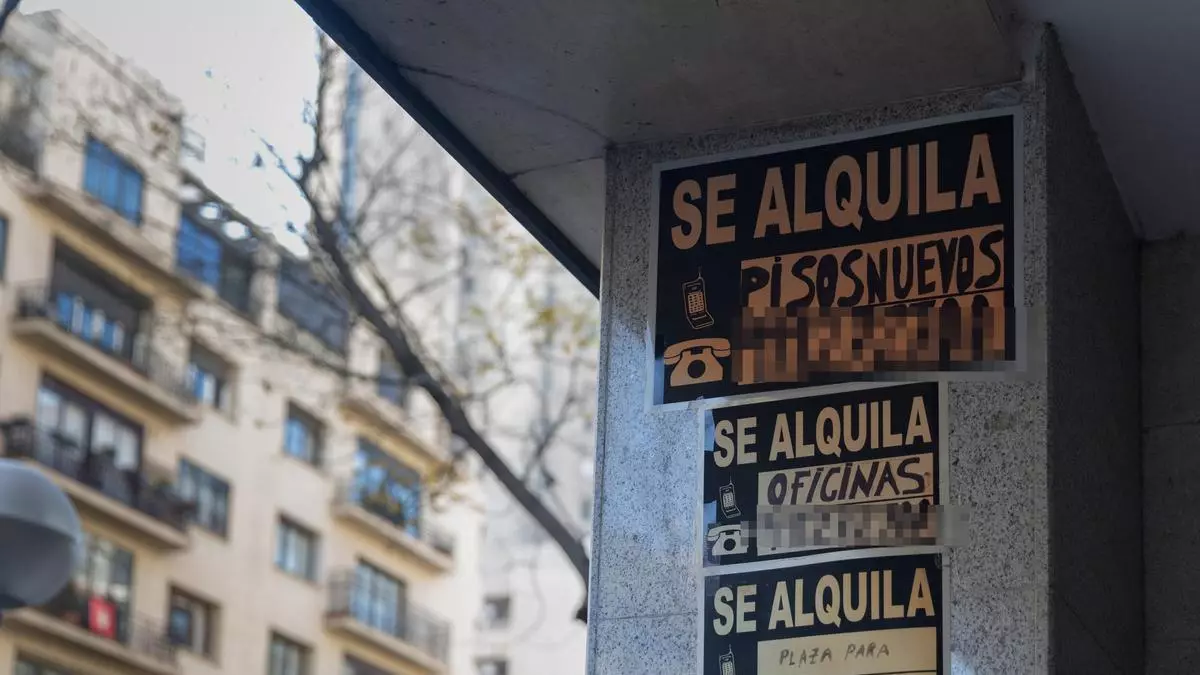 SE ALQUILA
PISOS NUEVOS
SE ALQUILA
OFICINAS
SE ALQUILA
PLAZA PARA